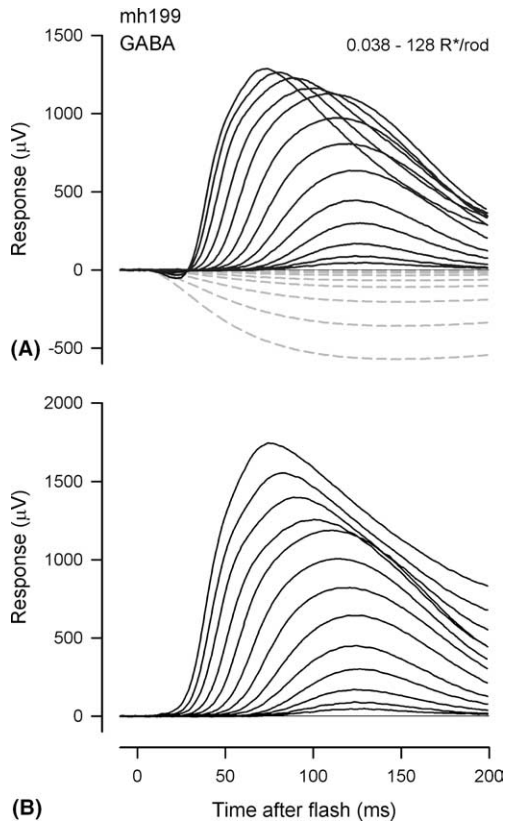 mh199
GABA
0.038 - 128 R*/rod
1500
1000
500
0
-500
Response (µV)
(A)
2000
1500
1000
500
0
Response (µV)
0 50 100 150 200
(B)
Time after flash (ms)